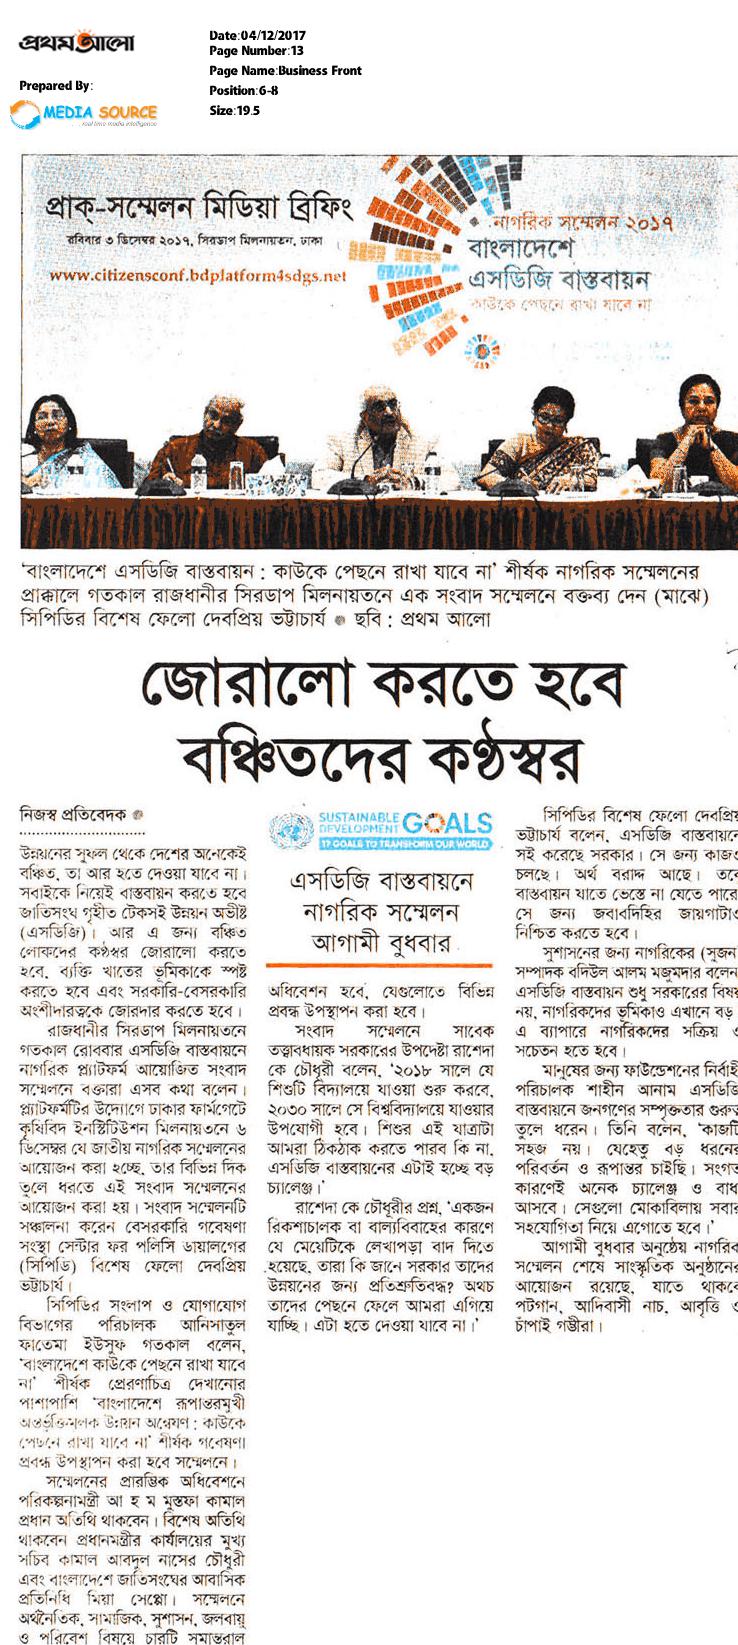 প্রথম আলো
Date:04/12/2017
Page Number:13
Page Name:Business Front
Position:6-8
Size:19.5
Prepared By:
MEDIA SOURCE
real time media intelligence
প্রাক্-সম্মেলন মিডিয়া ব্রিফিং
রবিবার ৩ ডিসেম্বর ২০১৭, সিরডাপ মিলনায়তন, ঢাকা
www.citizensconf.bdplatform4sdgs.net
নাগরিক সম্মেলন ২০১৭
বাংলাদেশে
এসডিজি বাস্তবায়ন
কাউকে পেছনে রাখা যাবে না
‘বাংলাদেশে এসডিজি বাস্তবায়ন : কাউকে পেছনে রাখা যাবে না’ শীর্ষক নাগরিক সম্মেলনের
প্রাক্কালে গতকাল রাজধানীর সিরডাপ মিলনায়তনে এক সংবাদ সম্মেলনে বক্তব্য দেন (মাঝে)
সিপিডির বিশেষ ফেলো দেবপ্রিয় ভট্টাচার্য ● ছবি : প্রথম আলো
জোরালো করতে হবে
বঞ্চিতদের কণ্ঠস্বর
নিজস্ব প্রতিবেদক ●
উন্নয়নের সুফল থেকে দেশের অনেকেই
বঞ্চিত, তা আর হতে দেওয়া যাবে না।
সবাইকে নিয়েই বাস্তবায়ন করতে হবে
জাতিসংঘ গৃহীত টেকসই উন্নয়ন অভীষ্ট
(এসডিজি)। আর এ জন্য বঞ্চিত
লোকদের কণ্ঠস্বর জোরালো করতে
হবে, ব্যক্তি খাতের ভূমিকাকে স্পষ্ট
করতে হবে এবং সরকারি-বেসরকারি
অংশীদারত্বকে জোরদার করতে হবে।
রাজধানীর সিরডাপ মিলনায়তনে
গতকাল রোববার এসডিজি বাস্তবায়নে
নাগরিক প্ল্যাটফর্ম আয়োজিত সংবাদ
সম্মেলনে বক্তারা এসব কথা বলেন।
প্ল্যাটফর্মটির উদ্যোগে ঢাকার ফার্মগেটে
কৃষিবিদ ইনস্টিটিউশন মিলনায়তনে ৬
ডিসেম্বর যে জাতীয় নাগরিক সম্মেলনের
আয়োজন করা হচ্ছে, তার বিভিন্ন দিক
তুলে ধরতে এই সংবাদ সম্মেলনের
আয়োজন করা হয়। সংবাদ সম্মেলনটি
সঞ্চালনা করেন বেসরকারি গবেষণা
সংস্থা সেন্টার ফর পলিসি ডায়ালগের
(সিপিডি) বিশেষ ফেলো দেবপ্রিয়
ভট্টাচার্য।
সিপিডির সংলাপ ও যোগাযোগ
বিভাগের পরিচালক আনিসাতুল
ফাতেমা ইউসুফ গতকাল বলেন,
‘বাংলাদেশে কাউকে পেছনে রাখা যাবে
না’ শীর্ষক প্রেরণাচিত্র দেখানোর
পাশাপাশি ‘বাংলাদেশে রূপান্তরমুখী
অন্তর্ভুক্তিমূলক উন্নয়ন অন্বেষণ : কাউকে
পেছনে রাখা যাবে না’ শীর্ষক গবেষণা
প্রবন্ধ উপস্থাপন করা হবে সম্মেলনে।
সম্মেলনের প্রারম্ভিক অধিবেশনে
পরিকল্পনামন্ত্রী আ হ ম মুস্তফা কামাল
প্রধান অতিথি থাকবেন। বিশেষ অতিথি
থাকবেন প্রধানমন্ত্রীর কার্যালয়ের মুখ্য
সচিব কামাল আবদুল নাসের চৌধুরী
এবং বাংলাদেশে জাতিসংঘের আবাসিক
প্রতিনিধি মিয়া সেপ্পো। সম্মেলনে
অর্থনৈতিক, সামাজিক, সুশাসন, জলবায়ু
ও পরিবেশ বিষয়ে চারটি সমান্তরাল
SUSTAINABLE
DEVELOPMENT GOALS
17 GOALS TO TRANSFORM OUR WORLD
এসডিজি বাস্তবায়নে
নাগরিক সম্মেলন
আগামী বুধবার
অধিবেশন হবে, যেগুলোতে বিভিন্ন
প্রবন্ধ উপস্থাপন করা হবে।
সংবাদ সম্মেলনে সাবেক
তত্ত্বাবধায়ক সরকারের উপদেষ্টা রাশেদা
কে চৌধুরী বলেন, ‘২০১৮ সালে যে
শিশুটি বিদ্যালয়ে যাওয়া শুরু করবে,
২০৩০ সালে সে বিশ্ববিদ্যালয়ে যাওয়ার
উপযোগী হবে। শিশুর এই যাত্রাটা
আমরা ঠিকঠাক করতে পারব কি না,
এসডিজি বাস্তবায়নের এটাই হচ্ছে বড়
চ্যালেঞ্জ।’
রাশেদা কে চৌধুরীর প্রশ্ন, ‘একজন
রিকশাচালক বা বাল্যবিবাহের কারণে
যে মেয়েটিকে লেখাপড়া বাদ দিতে
হয়েছে, তারা কি জানে সরকার তাদের
উন্নয়নের জন্য প্রতিশ্রুতিবদ্ধ? অথচ
তাদের পেছনে ফেলে আমরা এগিয়ে
যাচ্ছি। এটা হতে দেওয়া যাবে না।’
সিপিডির বিশেষ ফেলো দেবপ্রিয়
ভট্টাচার্য বলেন, এসডিজি বাস্তবায়নে
সই করেছে সরকার। সে জন্য কাজও
চলছে। অর্থ বরাদ্দ আছে। তবে
বাস্তবায়ন যাতে ভেস্তে না যেতে পারে
সে জন্য জবাবদিহির জায়গাটাও
নিশ্চিত করতে হবে।
সুশাসনের জন্য নাগরিকের (সুজন)
সম্পাদক বদিউল আলম মজুমদার বলেন
এসডিজি বাস্তবায়ন শুধু সরকারের বিষয়
নয়, নাগরিকদের ভূমিকাও এখানে বড়।
এ ব্যাপারে নাগরিকদের সক্রিয় ও
সচেতন হতে হবে।
মানুষের জন্য ফাউন্ডেশনের নির্বাহী
পরিচালক শাহীন আনাম এসডিজি
বাস্তবায়নে জনগণের সম্পৃক্ততার গুরুত্ব
তুলে ধরেন। তিনি বলেন, ‘কাজটি
সহজ নয়। যেহেতু বড় ধরনের
পরিবর্তন ও রূপান্তর চাইছি। সংগত
কারণেই অনেক চ্যালেঞ্জ ও বাধা
আসবে। সেগুলো মোকাবিলায় সবার
সহযোগিতা নিয়ে এগোতে হবে।’
আগামী বুধবার অনুষ্ঠেয় নাগরিক
সম্মেলন শেষে সাংস্কৃতিক অনুষ্ঠানের
আয়োজন রয়েছে, যাতে থাকবে
পটগান, আদিবাসী নাচ, আবৃত্তি ও
চাঁপাই গম্ভীরা।